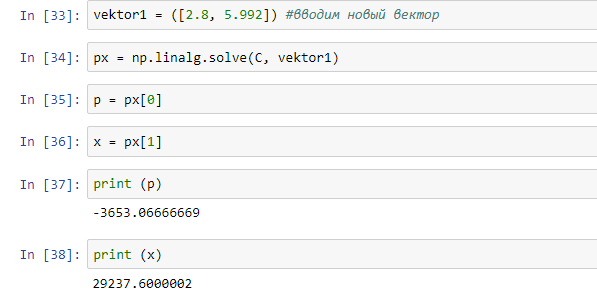 In [33]: vektor1 = ([2.8, 5.992]) #вводим новый вектор
In [34]: px = np.linalg.solve(C, vektor1)
In [35]: p = px[0]
In [36]: x = px[1]
In [37]: print (p)
-3653.06666669
In [38]: print (x)
29237.6000002